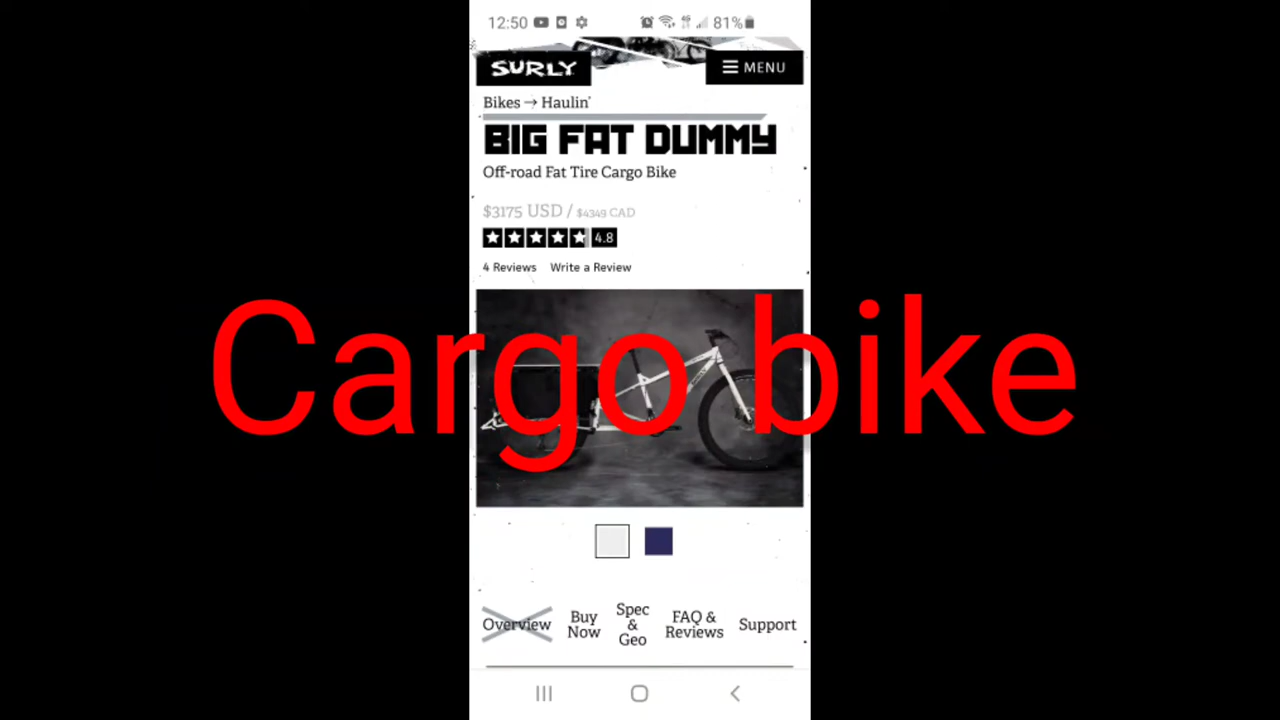 12:50 81%
SURLY
MENU
Bikes → Haulin'
BIG FAT DUMMY
Off-road Fat Tire Cargo Bike
$3175 USD / $4349 CAD
4.8
4 Reviews Write a Review
Cargo bike
Overview
Buy
Now
Spec
&
Geo
FAQ &
Reviews
Support